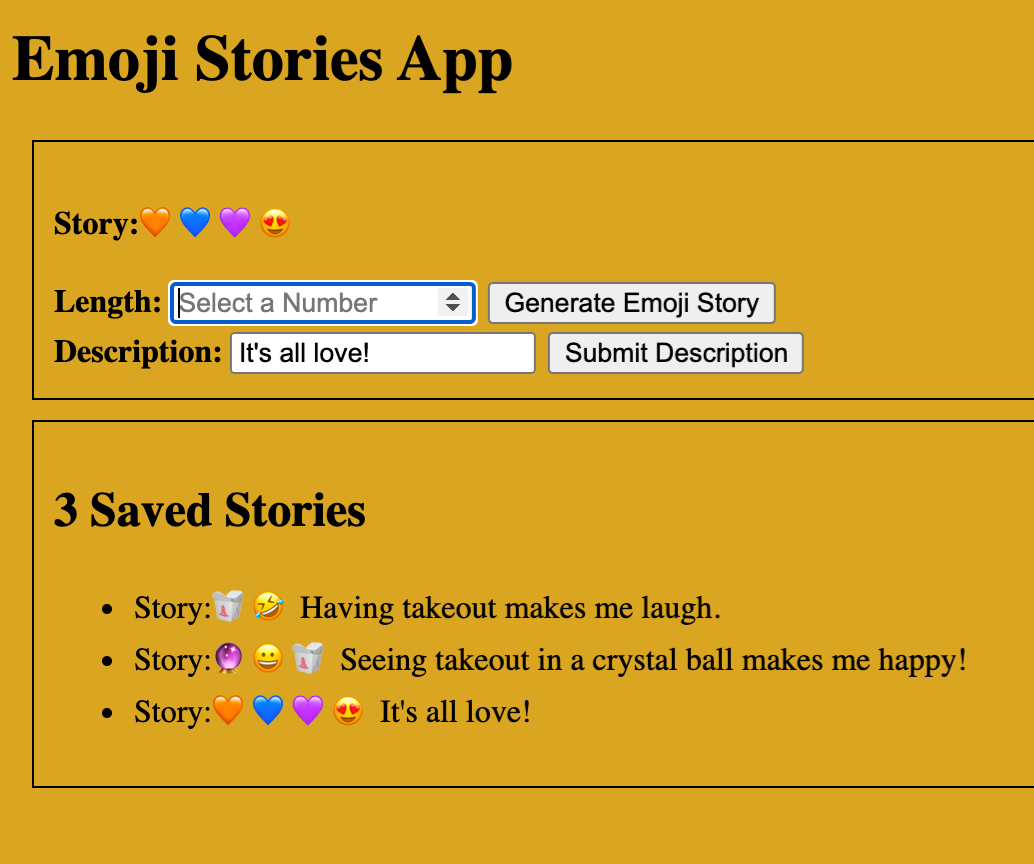 Emoji Stories App
Story:🧡 💙 💜 😍
Length: Select a Number Generate Emoji Story
Description: It's all love! Submit Description
3 Saved Stories
• Story:🥡 🤣 Having takeout makes me laugh.
• Story:🔮 😀 🥡 Seeing takeout in a crystal ball makes me happy!
• Story:🧡 💙 💜 😍 It's all love!